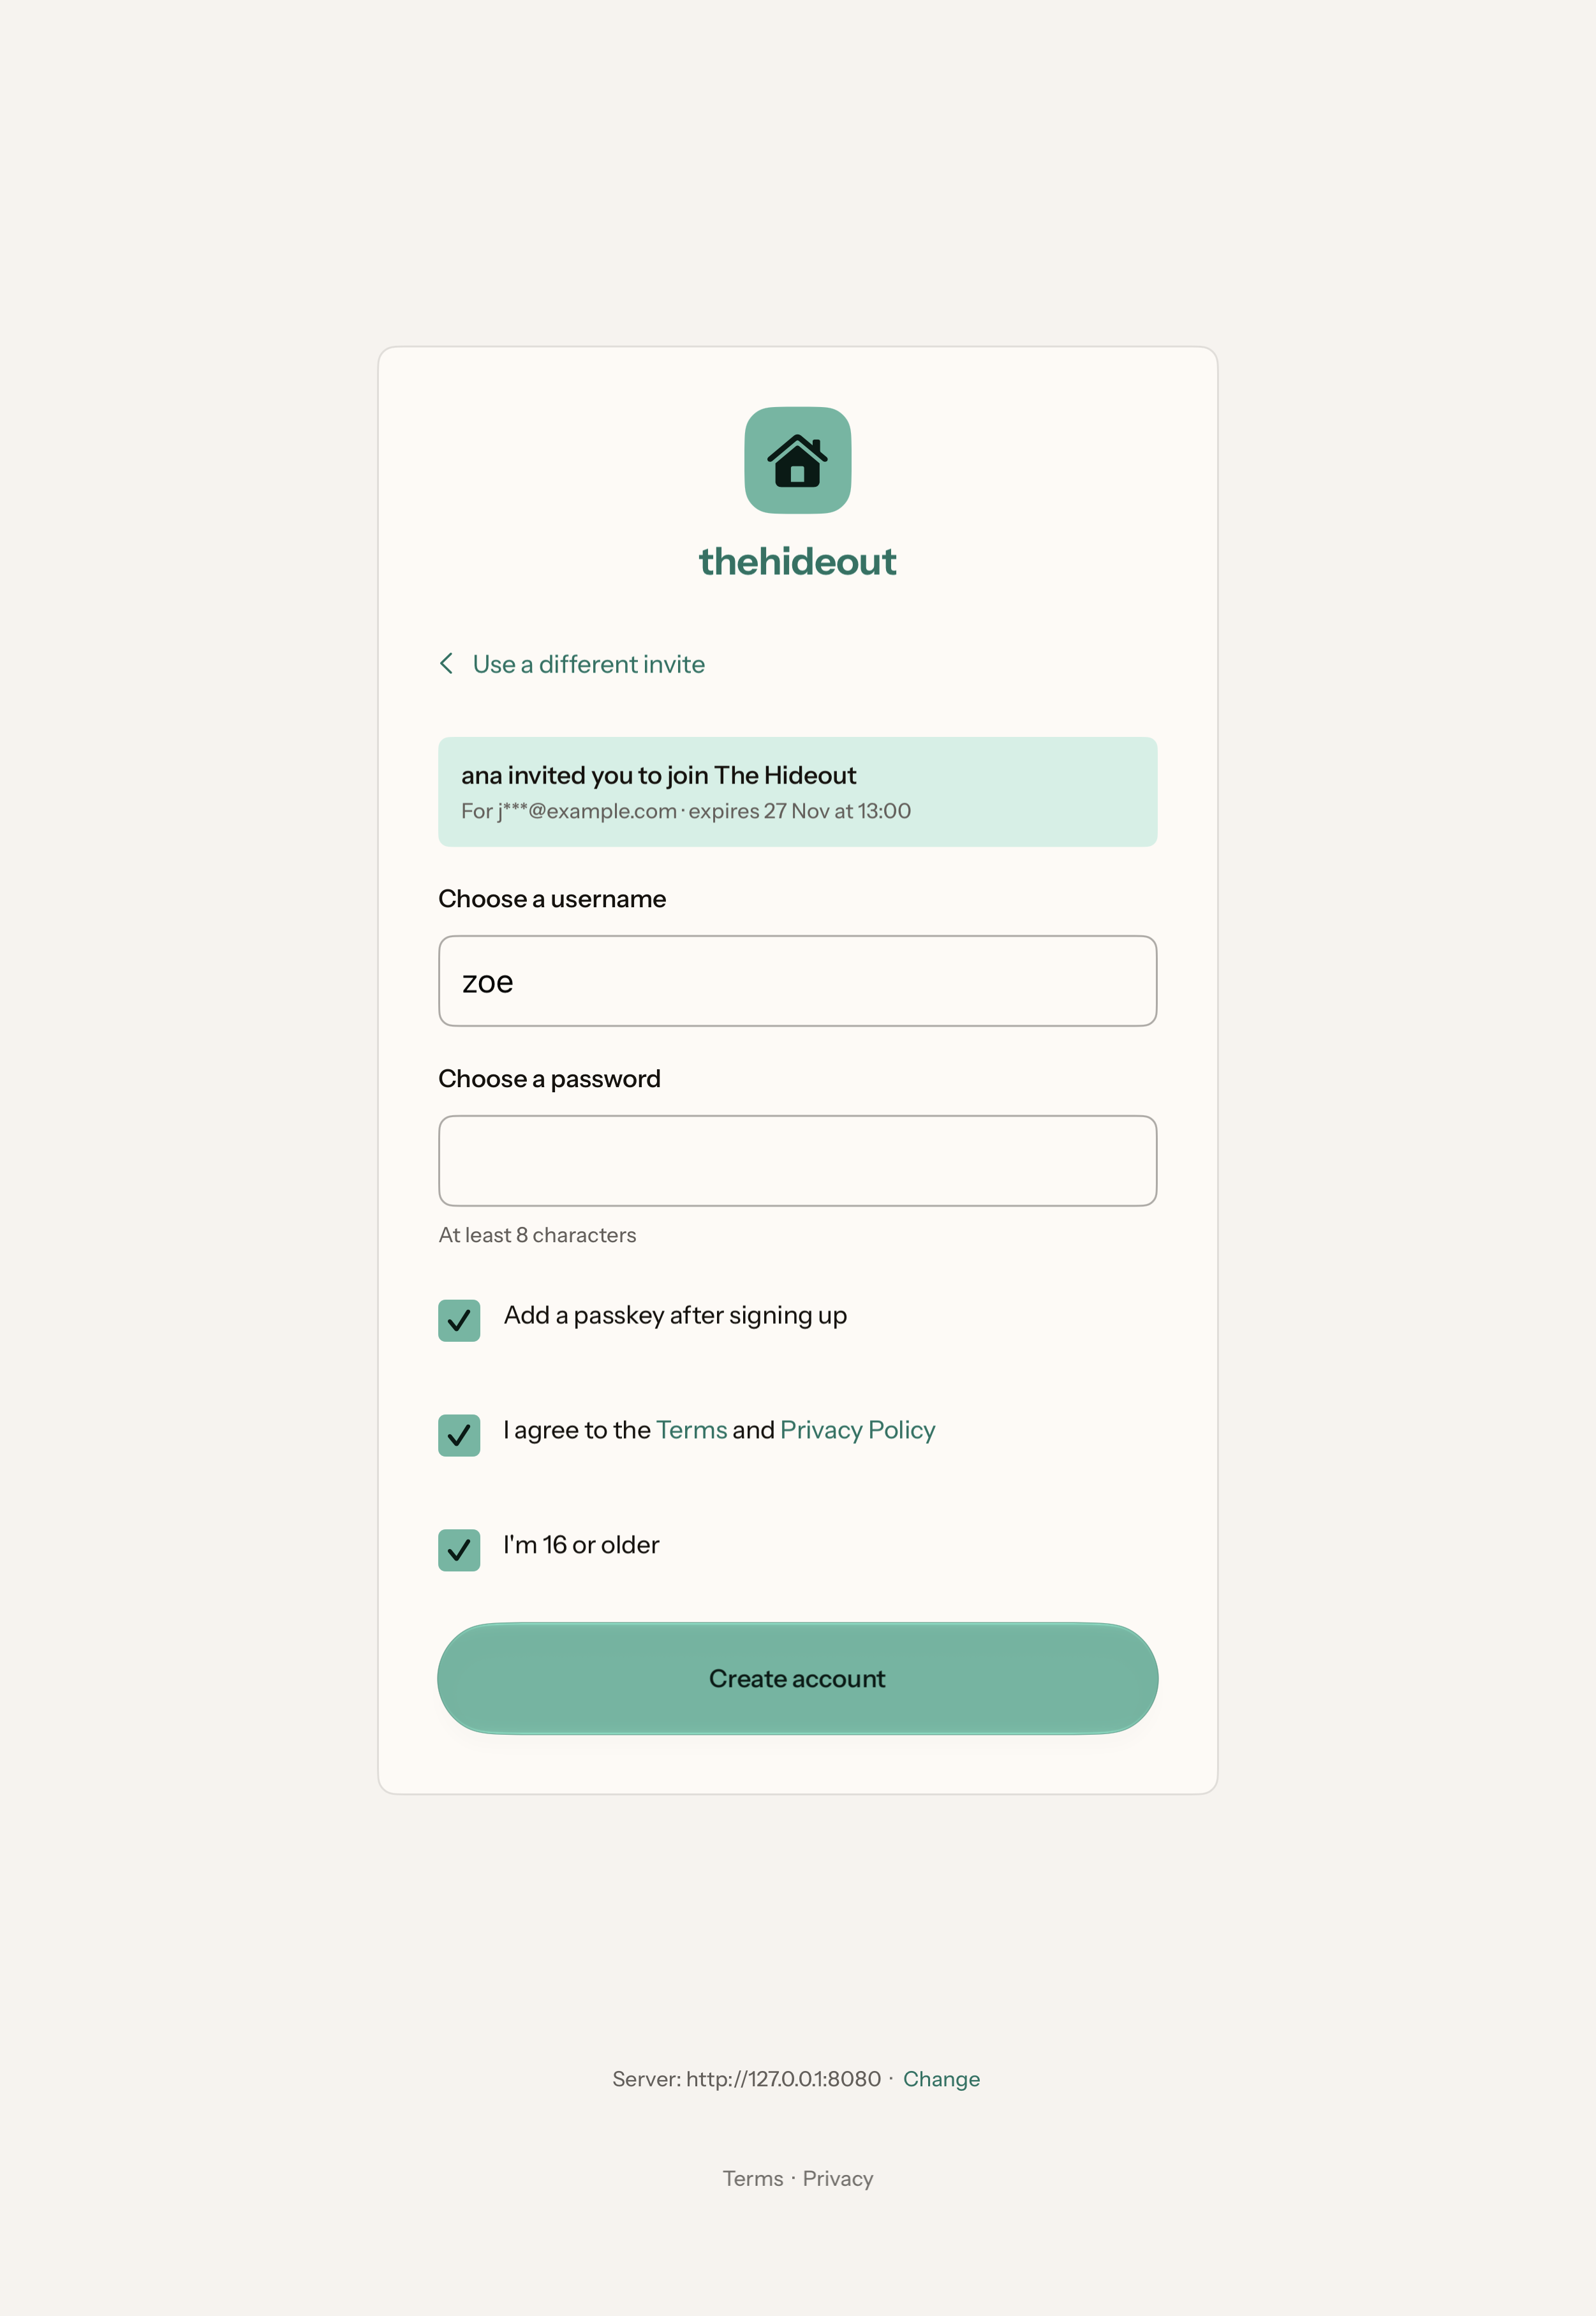 thehideout
Use a different invite
ana invited you to join The Hideout
For j***@example.com · expires 27 Nov at 13:00
Choose a username
zoe
Choose a password
At least 8 characters
Add a passkey after signing up
I agree to the Terms and Privacy Policy
I'm 16 or older
Create account
Server: http://127.0.0.1:8080 · Change
Terms · Privacy